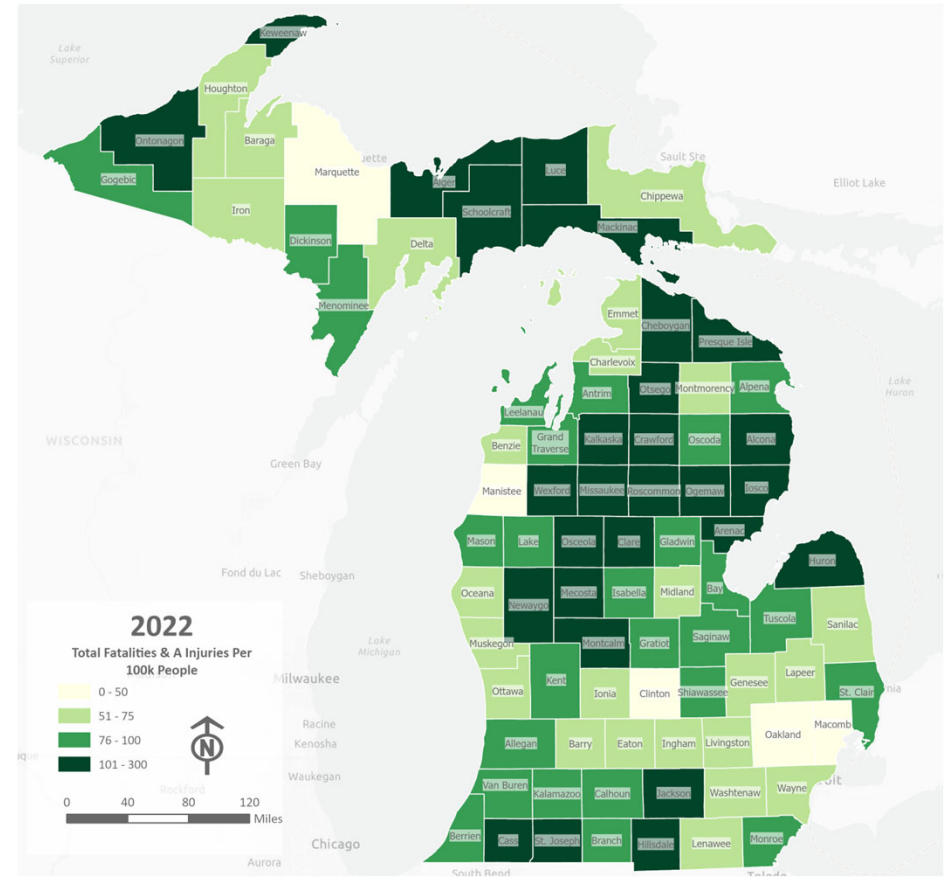 Keweenaw
Lake
Superior
Houghton
Ontonagon
Baraga
Marquette
uette
Luce
Sault Ste
Gogebic
Alger
Elliot Lake
Chippewa
Iron
Schoolcraft
Mackinac
Dickinson
Delta
Menominee
Emmet
Cheboygan
Presque Isle
Charlevoix
Antrim
Otsego
Montmorency
Alpena
Lake
Huron
Leelanau
WISCONSIN
Benzie
Grand
Traverse
Kalkaska
Crawford
Oscoda
Alcona
Green Bay
Manistee
Wexford
Missaukee
Roscommon
Ogemaw
Iosco
Mason
Lake
Osceola
Clare
Gladwin
Arenac
Huron
Fond du Lac
Sheboygan
Oceana
Newaygo
Mecosta
Isabella
Midland
Bay
Tuscola
Sanilac
Lake
Michigan
Muskegon
Montcalm
Gratiot
Saginaw
2022
Total Fatalities & A Injuries Per
100k People
0 - 50
51 - 75
76 - 100
101 - 300
N
0 40 80 120
Miles
Milwaukee
Ottawa
Kent
Ionia
Clinton
Shiawassee
Genesee
Lapeer
St. Clair
nia
Racine
Kenosha
Allegan
Barry
Eaton
Ingham
Livingston
Oakland
Macomb
Waukegan
Rockford
Van Buren
Kalamazoo
Calhoun
Jackson
Washtenaw
Wayne
oit
Chicago
Berrien
Cass
St. Joseph
Branch
Hillsdale
Lenawee
Monroe
Aurora
South Bend
Toledo